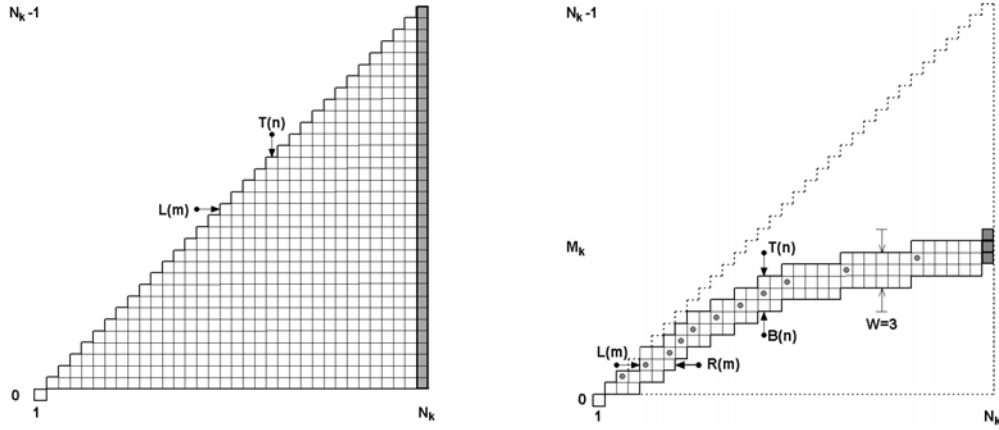 Nₖ-1
T(n)
L(m)
0
1
Nₖ
Nₖ-1
Mₖ
T(n)
W=3
B(n)
L(m)
R(m)
0
1
Nₖ